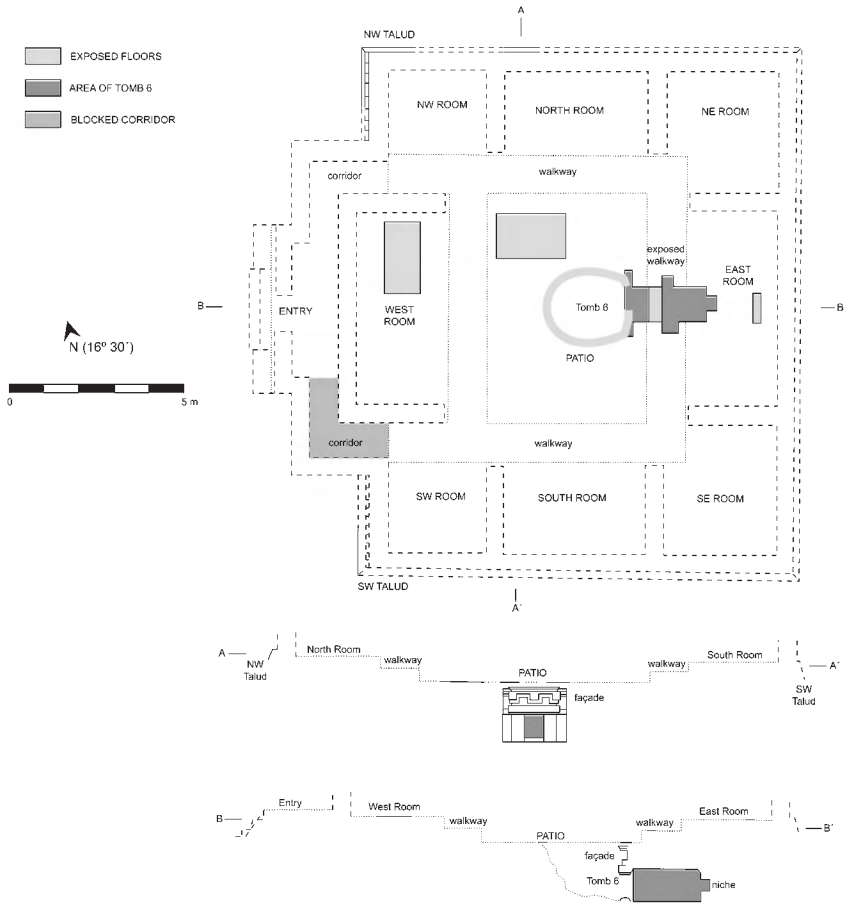 A
NW TALUD
EXPOSED FLOORS
AREA OF TOMB 6
BLOCKED CORRIDOR
NW ROOM
NORTH ROOM
NE ROOM
corridor
walkway
exposed
walkway
EAST
ROOM
B
ENTRY
WEST
ROOM
Tomb 6
B
N (16º 30´)
PATIO
0
5 m
corridor
walkway
SW ROOM
SOUTH ROOM
SE ROOM
SW TALUD
A´
A
NW
Talud
North Room
walkway
PATIO
walkway
South Room
A´
SW
Talud
façade
B
Entry
West Room
walkway
PATIO
walkway
East Room
B´
façade
Tomb 6
niche